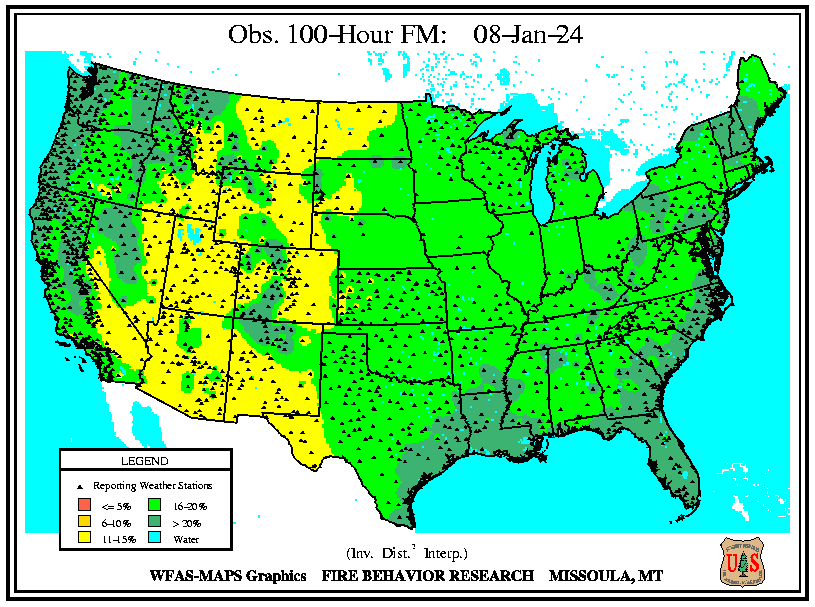 Obs. 100-Hour FM: 08-Jan-24
LEGEND
Reporting Weather Stations
<= 5%
6-10%
11-15%
16-20%
> 20%
Water
(Inv. Dist.² Interp.)
WFAS-MAPS Graphics FIRE BEHAVIOR RESEARCH MISSOULA, MT
U S